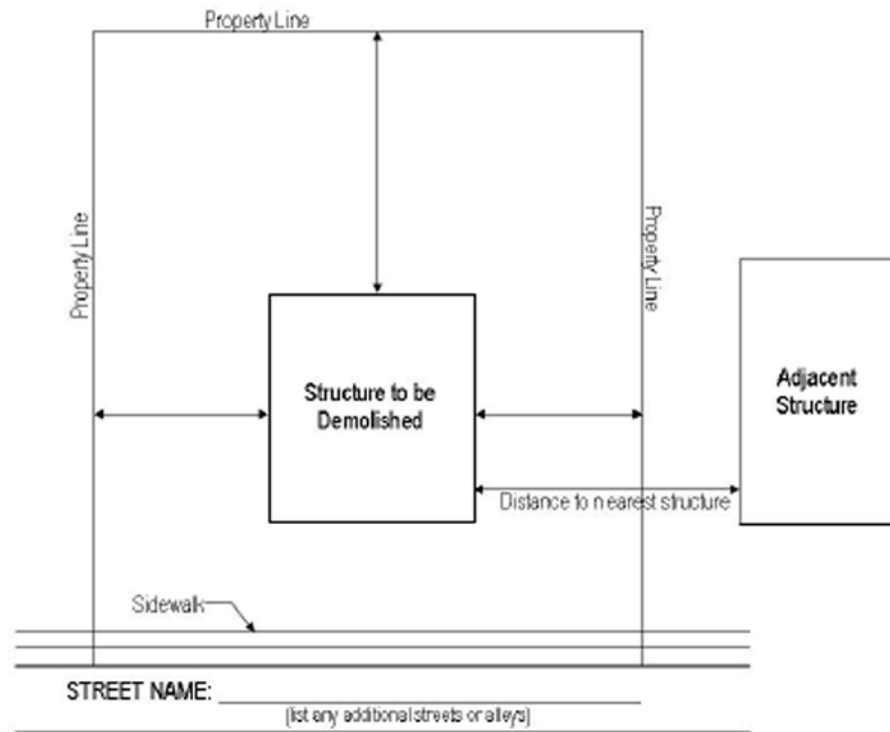 Property Line
Property Line
Property Line
Structure to be
Demolished
Adjacent
Structure
Distance to nearest structure
Sidewalk
STREET NAME:
(list any additional streets or alleys)